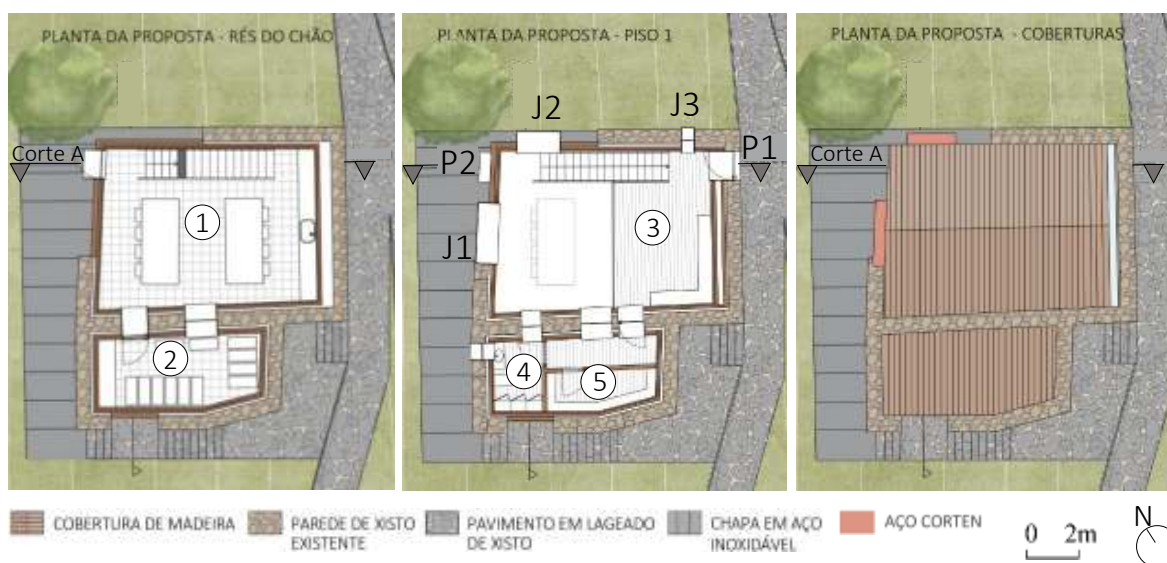 PLANTA DA PROPOSTA - RÉS DO CHÃO
Corte A
1
2
PLANTA DA PROPOSTA - PISO 1
J2
J3
P2
P1
J1
3
4
5
PLANTA DA PROPOSTA - COBERTURAS
Corte A
COBERTURA DE MADEIRA
PAREDE DE XISTO
EXISTENTE
PAVIMENTO EM LAGEADO
DE XISTO
CHAPA EM AÇO
INOXIDÁVEL
AÇO CORTEN
0 2m
N